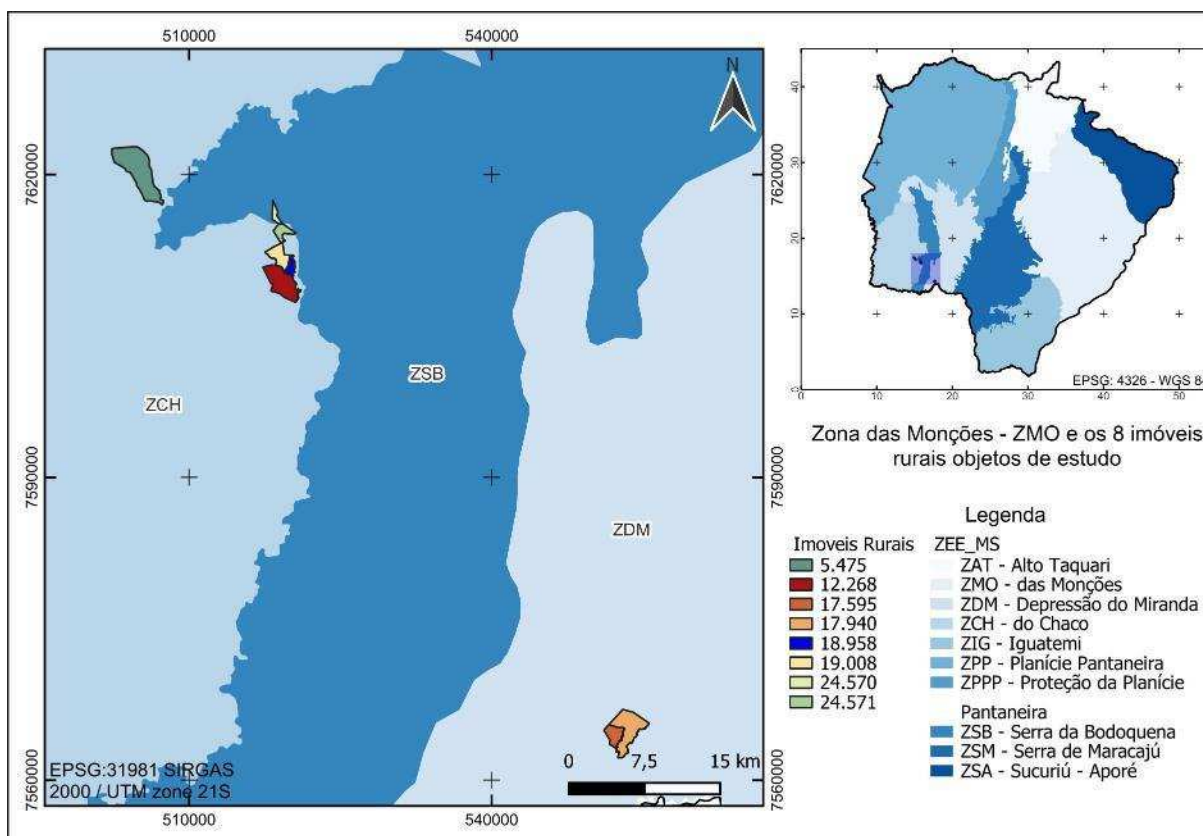 510000
540000
N
7620000
7620000
ZSB
ZCH
7590000
7590000
ZDM
0
7,5
15 km
EPSG:31981 SIRGAS
2000 / UTM zone 21S
7560000
7560000
510000
540000
40
30
20
10
0
0
10
20
30
40
50
EPSG: 4326 - WGS 8
Zona das Monções - ZMO e os 8 imóveis
rurais objetos de estudo
Legenda
Imoveis Rurais
5.475
12.268
17.595
17.940
18.958
19.008
24.570
24.571
ZEE_MS
ZAT - Alto Taquari
ZMO - das Monções
ZDM - Depressão do Miranda
ZCH - do Chaco
ZIG - Iguatemi
ZPP - Planície Pantaneira
ZPPP - Proteção da Planície
Pantaneira
ZSB - Serra da Bodoquena
ZSM - Serra de Maracajú
ZSA - Sucuriú - Aporé